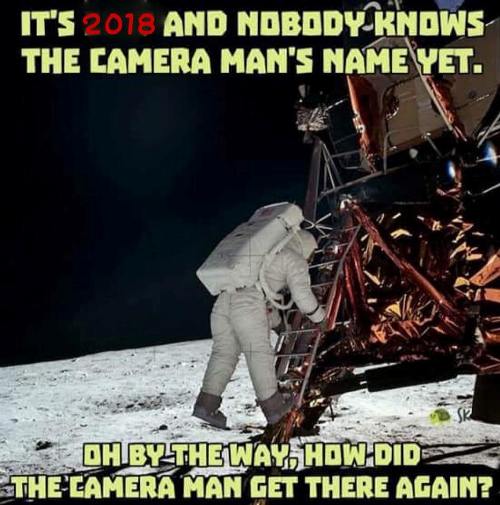 IT'S 2018 AND NOBODY KNOWS
THE CAMERA MAN'S NAME YET.
OH BY THE WAY, HOW DID
THE CAMERA MAN GET THERE AGAIN?